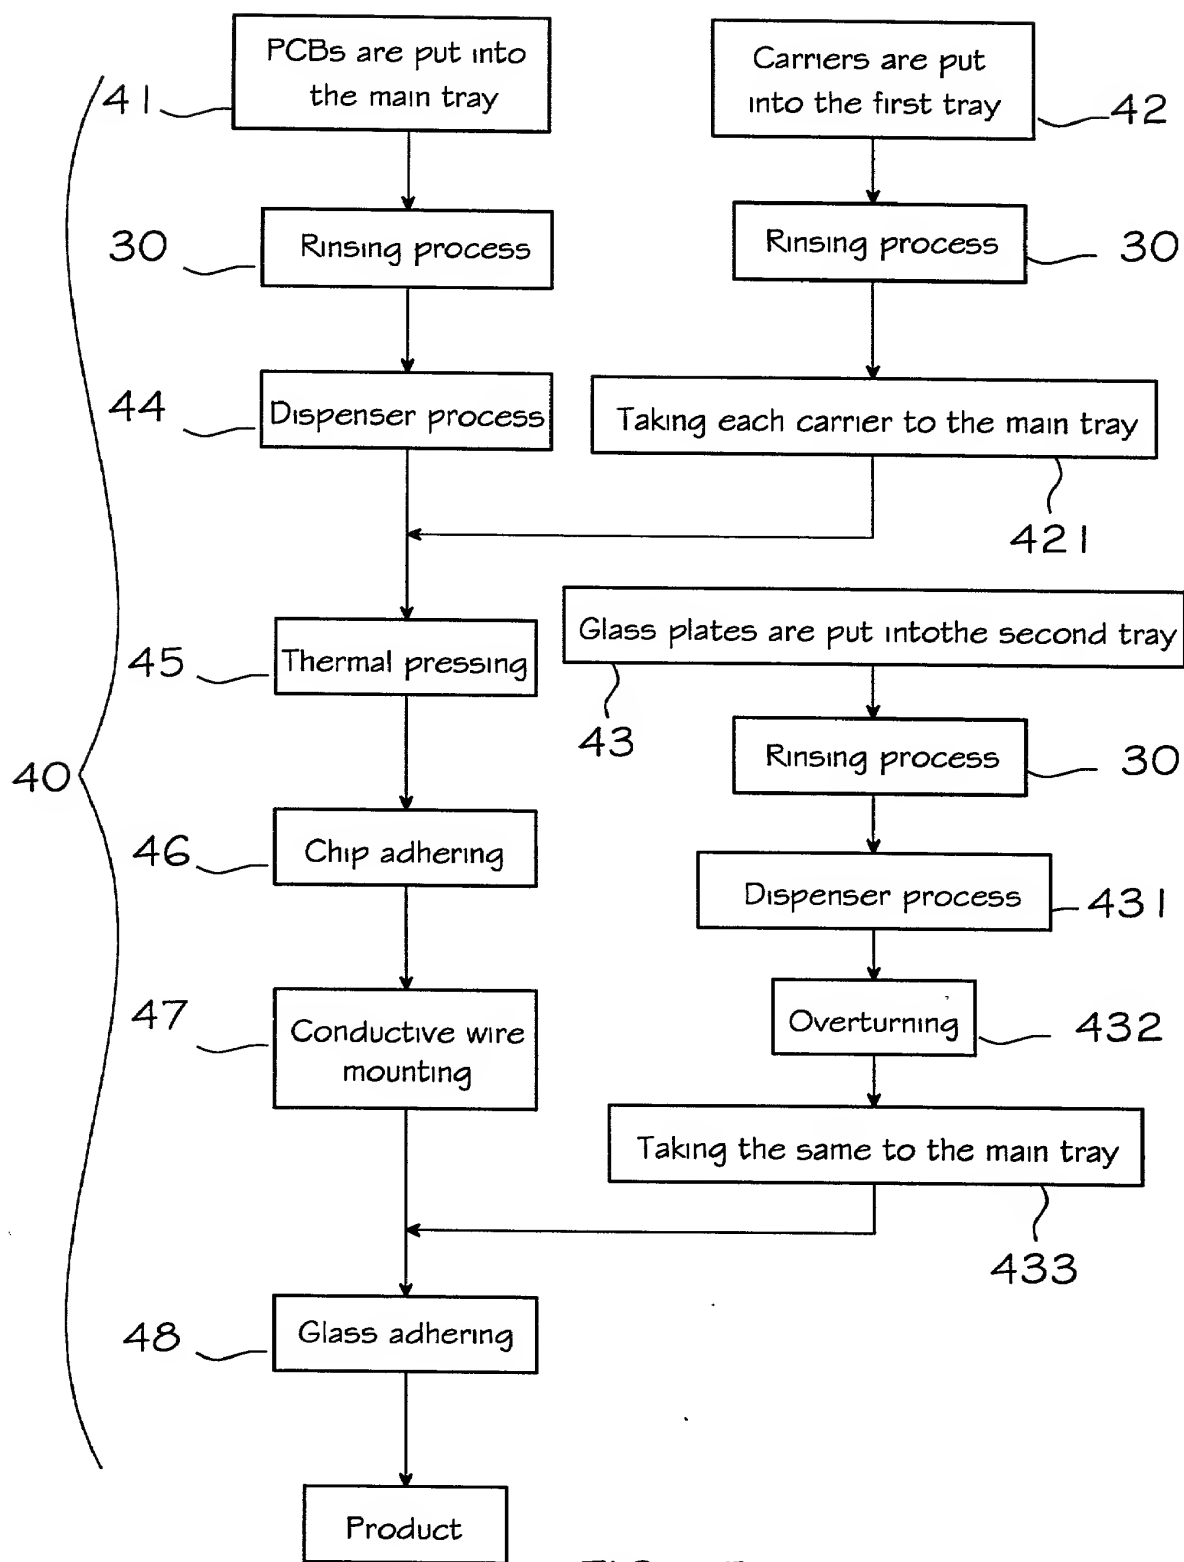 PCBs are put into
the main tray
41
Carriers are put
into the first tray
42
Rinsing process
30
Rinsing process
30
Dispenser process
44
Taking each carrier to the main tray
421
Thermal pressing
45
Glass plates are put intothe second tray
43
Rinsing process
30
40
Chip adhering
46
Dispenser process
431
Conductive wire
mounting
47
Overturning
432
Taking the same to the main tray
433
Glass adhering
48
Product